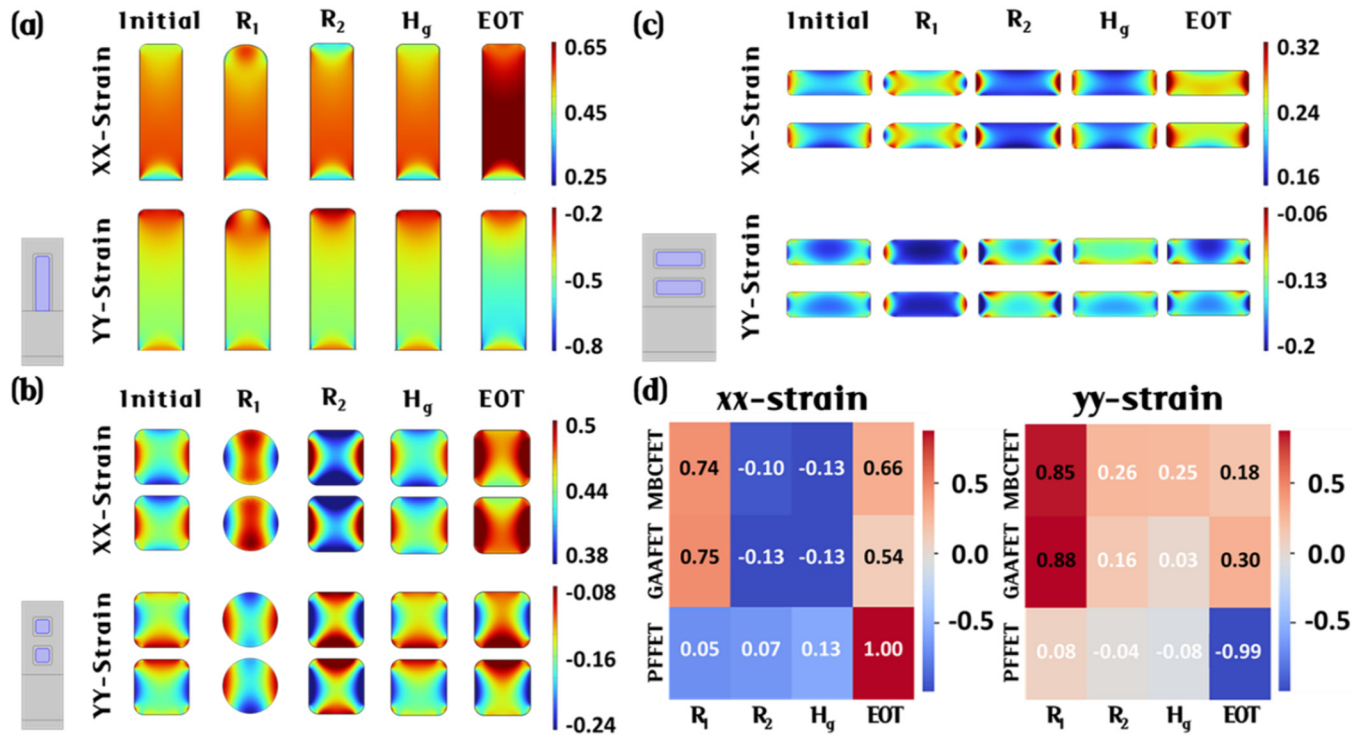 (a)
Initial R₁ R₂ Hg EOT
XX-Strain
0.65
0.45
0.25
YY-Strain
-0.2
-0.5
-0.8
(b)
Initial R₁ R₂ Hg EOT
XX-Strain
0.5
0.44
0.38
YY-Strain
-0.08
-0.16
-0.24
(c)
Initial R₁ R₂ Hg EOT
XX-Strain
0.32
0.24
0.16
YY-Strain
-0.06
-0.13
-0.2
(d)
xx-strain
MBCFET 0.74 -0.10 -0.13 0.66
GAAFET 0.75 -0.13 -0.13 0.54
PFFET 0.05 0.07 0.13 1.00
R₁ R₂ Hg EOT
0.5
0.0
-0.5
yy-strain
MBCFET 0.85 0.26 0.25 0.18
GAAFET 0.88 0.16 0.03 0.30
PFFET 0.08 -0.04 -0.08 -0.99
R₁ R₂ Hg EOT
0.5
0.0
-0.5